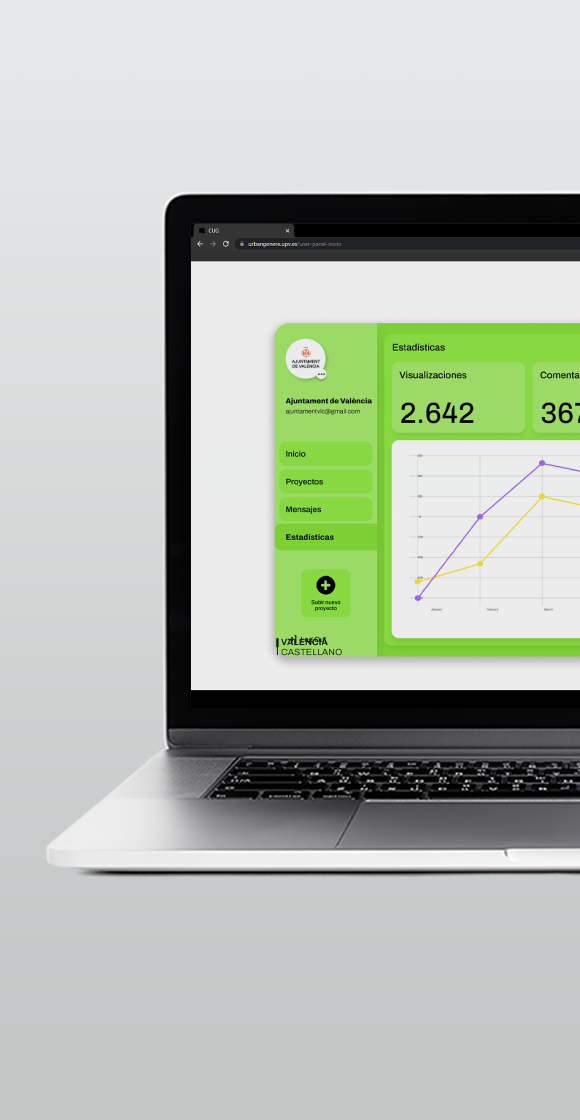 CUG
urbangenere.upv.es/user-panel-inicio
AJUNTAMENT
DE VALÈNCIA
Ajuntament de València
ajuntamentvlc@gmail.com
Inicio
Proyectos
Mensajes
Estadísticas
Subir nuevo
proyecto
VALENCIÀ
CASTELLANO
Estadísticas
Visualizaciones
2.642
Comenta
367
January
February
March